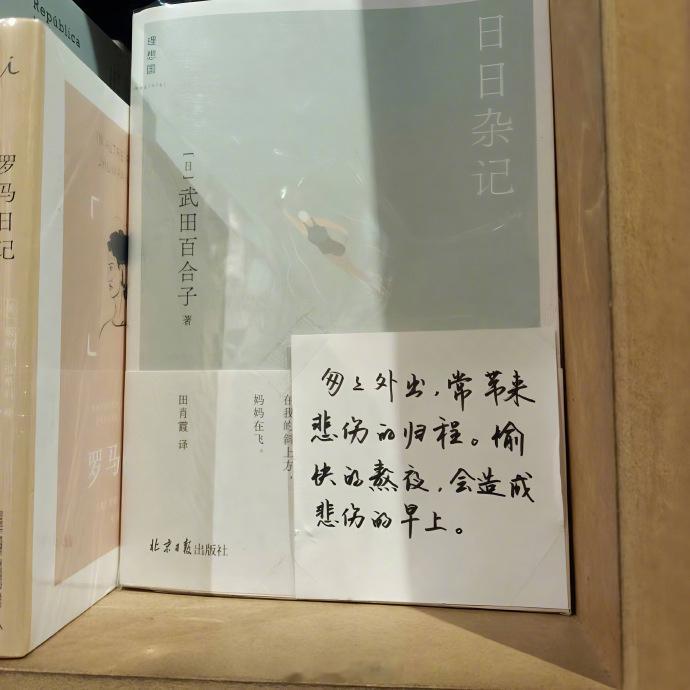 República
罗马日记
罗马
理想国
日日杂记
[日]武田百合子 著
在我的斜上方，
妈妈在飞。
田肖霞 译
北京日报出版社
匆々外出，常带来
悲伤的归程。愉
快的熬夜，会造成
悲伤的早上。